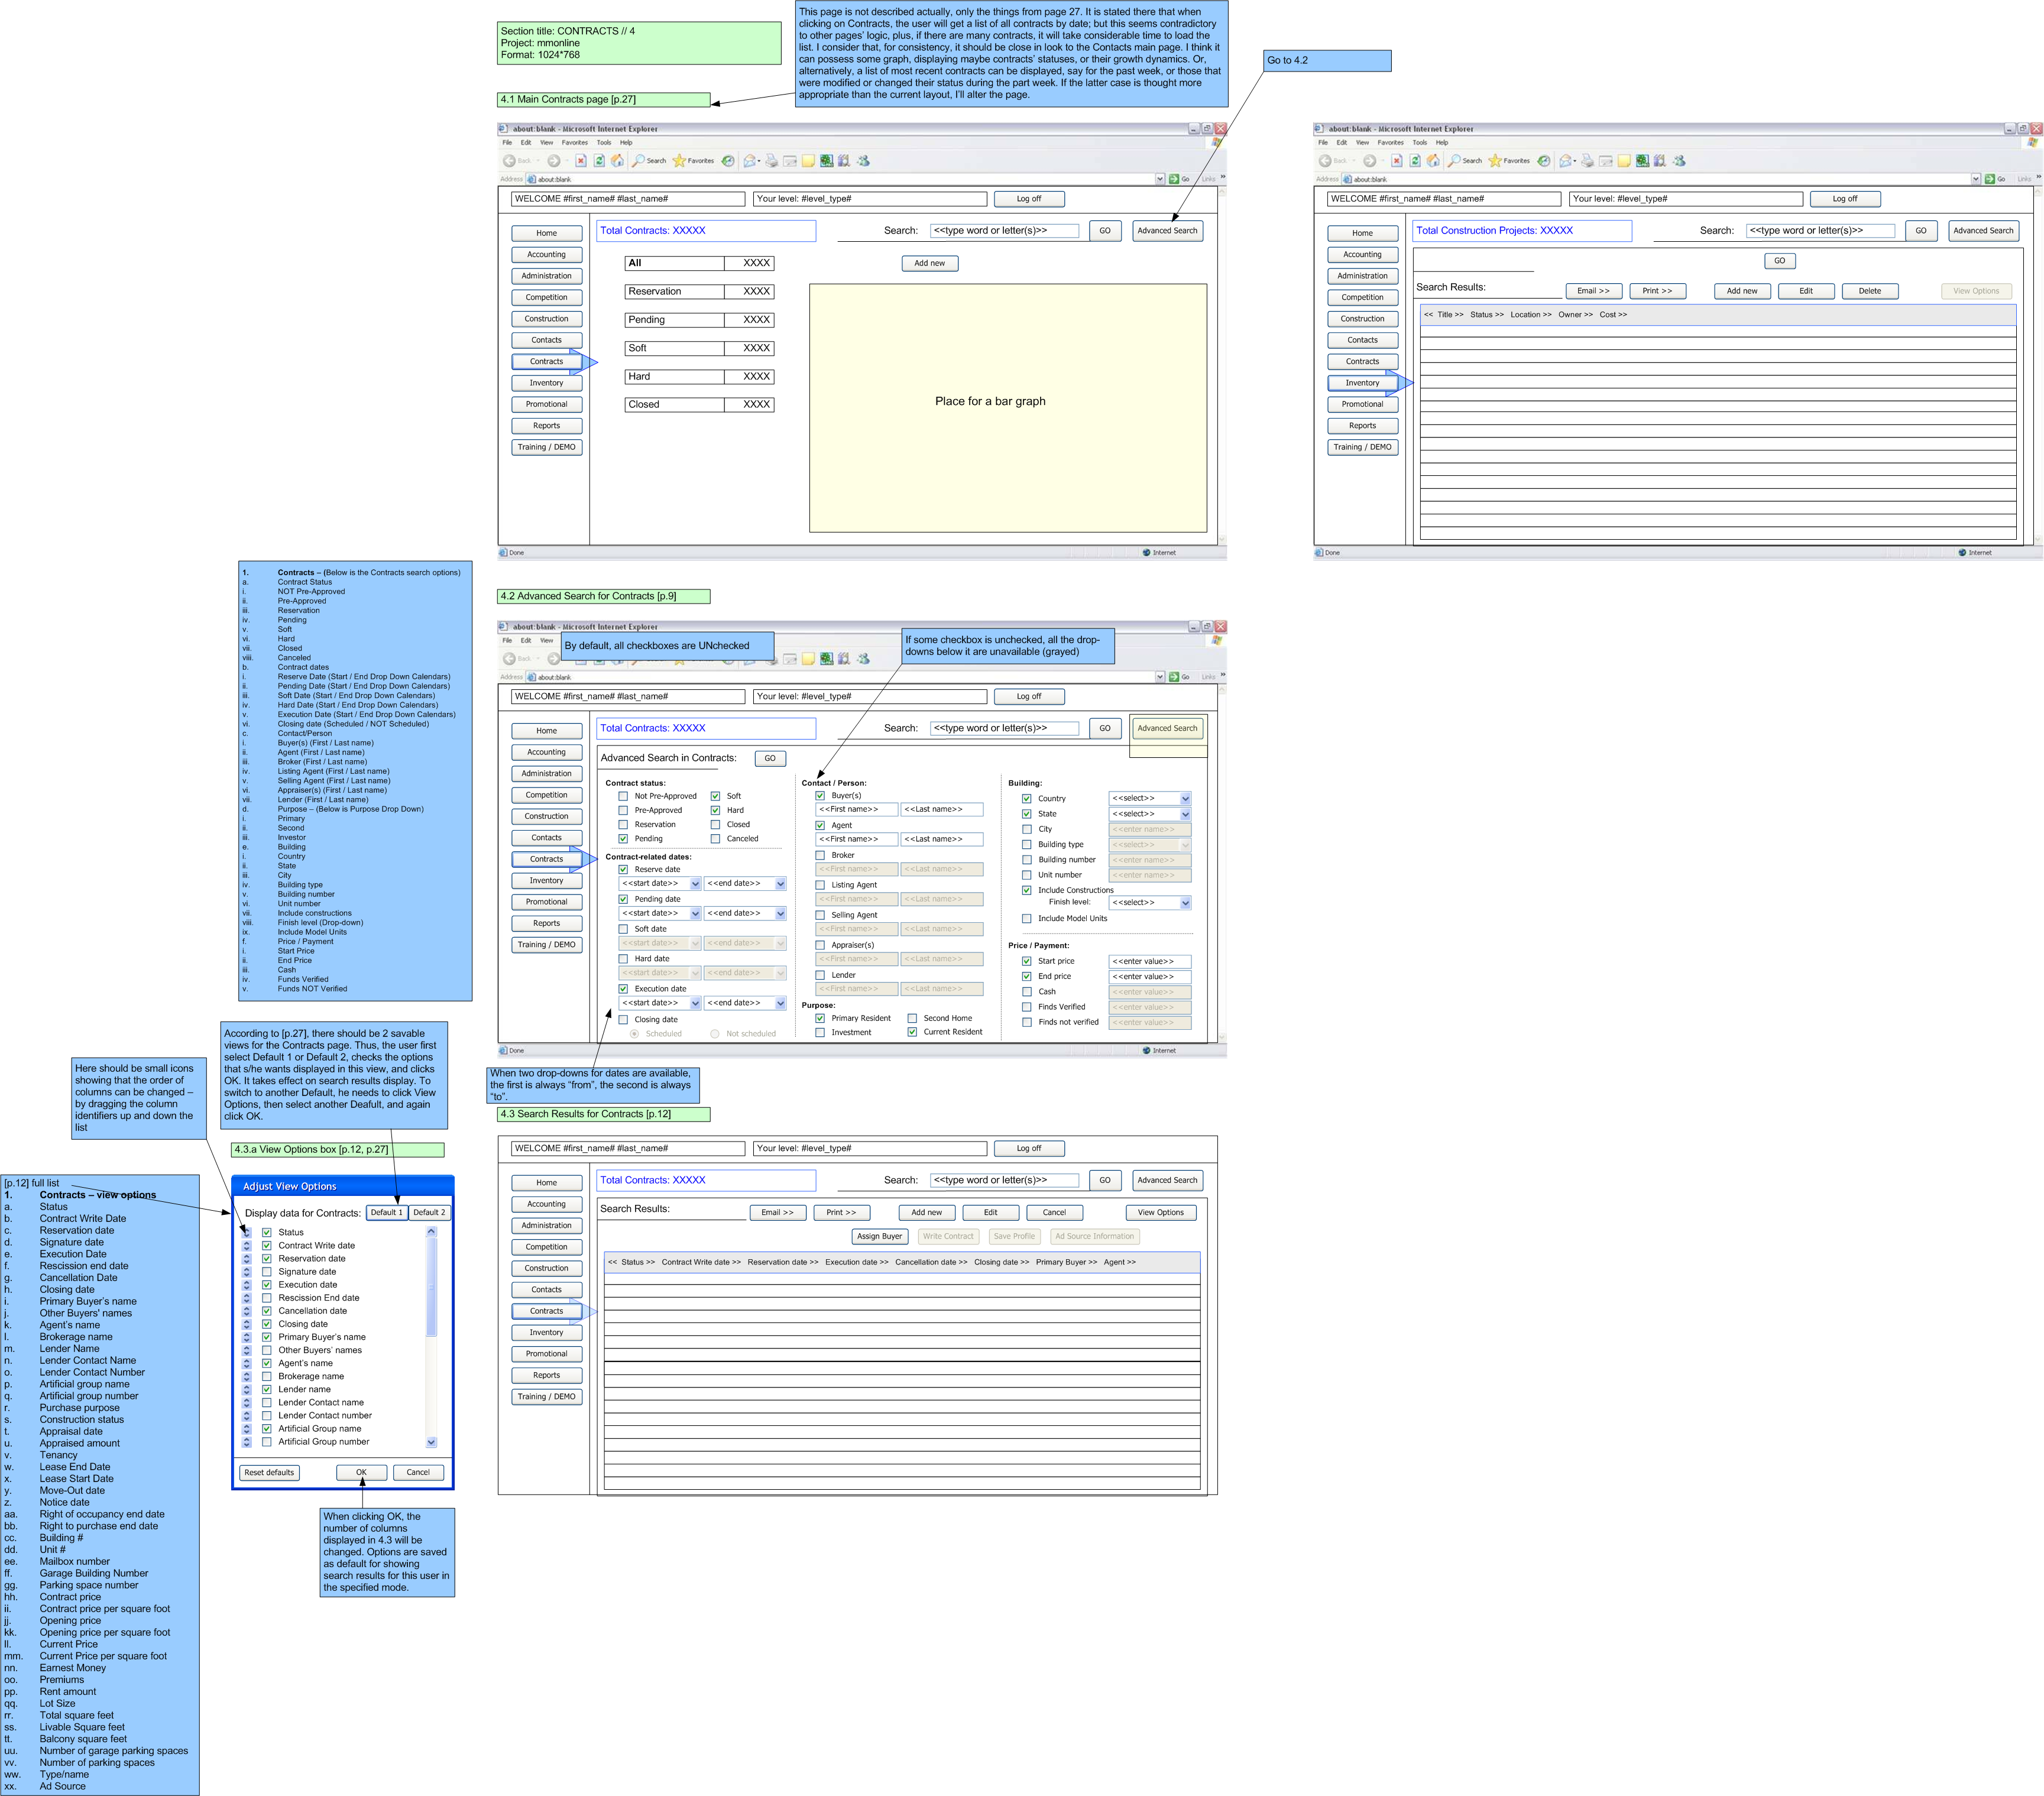 Section title: CONTRACTS // 4
Project: mmonline
Format: 1024*768
This page is not described actually, only the things from page 27. It is stated there that when
clicking on Contracts, the user will get a list of all contracts by date; but this seems contradictory
to other pages' logic, plus, if there are many contracts, it will take considerable time to load the
list. I consider that, for consistency, it should be close in look to the Contacts main page. I think it
can possess some graph, displaying maybe contracts' statuses, or their growth dynamics. Or,
alternatively, a list of most recent contracts can be displayed, say for the past week, or those that
were modified or changed their status during the part week. If the latter case is thought more
appropriate than the current layout, I'll alter the page.
Go to 4.2
4.1 Main Contracts page [p.27]
about:blank - Microsoft Internet Explorer
File Edit View Favorites Tools Help
Back Search Favorites
Address about:blank Go Links
WELCOME #first_name# #last_name# Your level: #level_type# Log off
Total Contracts: XXXXX Search: <<type word or letter(s)>> GO Advanced Search
Home
Accounting
Administration
Competition
Construction
Contacts
Contracts
Inventory
Promotional
Reports
Training / DEMO
All XXXX
Reservation XXXX
Pending XXXX
Soft XXXX
Hard XXXX
Closed XXXX
Add new
Place for a bar graph
Done Internet
about:blank - Microsoft Internet Explorer
File Edit View Favorites Tools Help
Back Search Favorites
Address about:blank Go Links
WELCOME #first_name# #last_name# Your level: #level_type# Log off
Total Construction Projects: XXXXX Search: <<type word or letter(s)>> GO Advanced Search
Home
Accounting
Administration
Competition
Construction
Contacts
Contracts
Inventory
Promotional
Reports
Training / DEMO
GO
Search Results: Email >> Print >> Add new Edit Delete View Options
<< Title >> Status >> Location >> Owner >> Cost >>
Done Internet
1. Contracts – (Below is the Contracts search options)
a. Contract Status
i. NOT Pre-Approved
ii. Pre-Approved
iii. Reservation
iv. Pending
v. Soft
vi. Hard
vii. Closed
viii. Canceled
b. Contract dates
i. Reserve Date (Start / End Drop Down Calendars)
ii. Pending Date (Start / End Drop Down Calendars)
iii. Soft Date (Start / End Drop Down Calendars)
iv. Hard Date (Start / End Drop Down Calendars)
v. Execution Date (Start / End Drop Down Calendars)
vi. Closing date (Scheduled / NOT Scheduled)
c. Contact/Person
i. Buyer(s) (First / Last name)
ii. Agent (First / Last name)
iii. Broker (First / Last name)
iv. Listing Agent (First / Last name)
v. Selling Agent (First / Last name)
vi. Appraiser(s) (First / Last name)
vii. Lender (First / Last name)
d. Purpose – (Below is Purpose Drop Down)
i. Primary
ii. Second
iii. Investor
e. Building
i. Country
ii. State
iii. City
iv. Building type
v. Building number
vi. Unit number
vii. Include constructions
viii. Finish level (Drop-down)
ix. Include Model Units
f. Price / Payment
i. Start Price
ii. End Price
iii. Cash
iv. Funds Verified
v. Funds NOT Verified
4.2 Advanced Search for Contracts [p.9]
about:blank - Microsoft Internet Explorer
File Edit View
By default, all checkboxes are UNchecked
If some checkbox is unchecked, all the drop-
downs below it are unavailable (grayed)
Back
Address about:blank Go Links
WELCOME #first_name# #last_name# Your level: #level_type# Log off
Total Contracts: XXXXX Search: <<type word or letter(s)>> GO Advanced Search
Home
Accounting
Administration
Competition
Construction
Contacts
Contracts
Inventory
Promotional
Reports
Training / DEMO
Advanced Search in Contracts: GO
Contract status:
Not Pre-Approved Soft
Pre-Approved Hard
Reservation Closed
Pending Canceled
Contract-related dates:
Reserve date
<<start date>> <<end date>>
Pending date
<<start date>> <<end date>>
Soft date
<<start date>> <<end date>>
Hard date
<<start date>> <<end date>>
Execution date
<<start date>> <<end date>>
Closing date
Scheduled Not scheduled
Contact / Person:
Buyer(s)
<<First name>> <<Last name>>
Agent
<<First name>> <<Last name>>
Broker
<<First name>> <<Last name>>
Listing Agent
<<First name>> <<Last name>>
Selling Agent
<<First name>> <<Last name>>
Appraiser(s)
<<First name>> <<Last name>>
Lender
<<First name>> <<Last name>>
Purpose:
Primary Resident Second Home
Investment Current Resident
Building:
Country <<select>>
State <<select>>
City <<enter name>>
Building type <<select>>
Building number <<enter name>>
Unit number <<enter name>>
Include Constructions
Finish level: <<select>>
Include Model Units
Price / Payment:
Start price <<enter value>>
End price <<enter value>>
Cash <<enter value>>
Finds Verified <<enter value>>
Finds not verified <<enter value>>
Done Internet
When two drop-downs for dates are available,
the first is always “from”, the second is always
“to”.
According to [p.27], there should be 2 savable
views for the Contracts page. Thus, the user first
select Default 1 or Default 2, checks the options
that s/he wants displayed in this view, and clicks
OK. It takes effect on search results display. To
switch to another Default, he needs to click View
Options, then select another Deafult, and again
click OK.
Here should be small icons
showing that the order of
columns can be changed –
by dragging the column
identifiers up and down the
list
4.3.a View Options box [p.12, p.27]
Adjust View Options
Display data for Contracts: Default 1 Default 2
Status
Contract Write date
Reservation date
Signature date
Execution date
Rescission End date
Cancellation date
Closing date
Primary Buyer's name
Other Buyers' names
Agent's name
Brokerage name
Lender name
Lender Contact name
Lender Contact number
Artificial Group name
Artificial Group number
Reset defaults OK Cancel
When clicking OK, the
number of columns
displayed in 4.3 will be
changed. Options are saved
as default for showing
search results for this user in
the specified mode.
[p.12] full list
1. Contracts – view options
a. Status
b. Contract Write Date
c. Reservation date
d. Signature date
e. Execution Date
f. Rescission end date
g. Cancellation Date
h. Closing date
i. Primary Buyer's name
j. Other Buyers' names
k. Agent's name
l. Brokerage name
m. Lender Name
n. Lender Contact Name
o. Lender Contact Number
p. Artificial group name
q. Artificial group number
r. Purchase purpose
s. Construction status
t. Appraisal date
u. Appraised amount
v. Tenancy
w. Lease End Date
x. Lease Start Date
y. Move-Out date
z. Notice date
aa. Right of occupancy end date
bb. Right to purchase end date
cc. Building #
dd. Unit #
ee. Mailbox number
ff. Garage Building Number
gg. Parking space number
hh. Contract price
ii. Contract price per square foot
jj. Opening price
kk. Opening price per square foot
ll. Current Price
mm. Current Price per square foot
nn. Earnest Money
oo. Premiums
pp. Rent amount
qq. Lot Size
rr. Total square feet
ss. Livable Square feet
tt. Balcony square feet
uu. Number of garage parking spaces
vv. Number of parking spaces
ww. Type/name
xx. Ad Source
4.3 Search Results for Contracts [p.12]
WELCOME #first_name# #last_name# Your level: #level_type# Log off
Total Contracts: XXXXX Search: <<type word or letter(s)>> GO Advanced Search
Home
Accounting
Administration
Competition
Construction
Contacts
Contracts
Inventory
Promotional
Reports
Training / DEMO
Search Results: Email >> Print >> Add new Edit Cancel View Options
Assign Buyer Write Contract Save Profile Ad Source Information
<< Status >> Contract Write date >> Reservation date >> Execution date >> Cancellation date >> Closing date >> Primary Buyer >> Agent >>